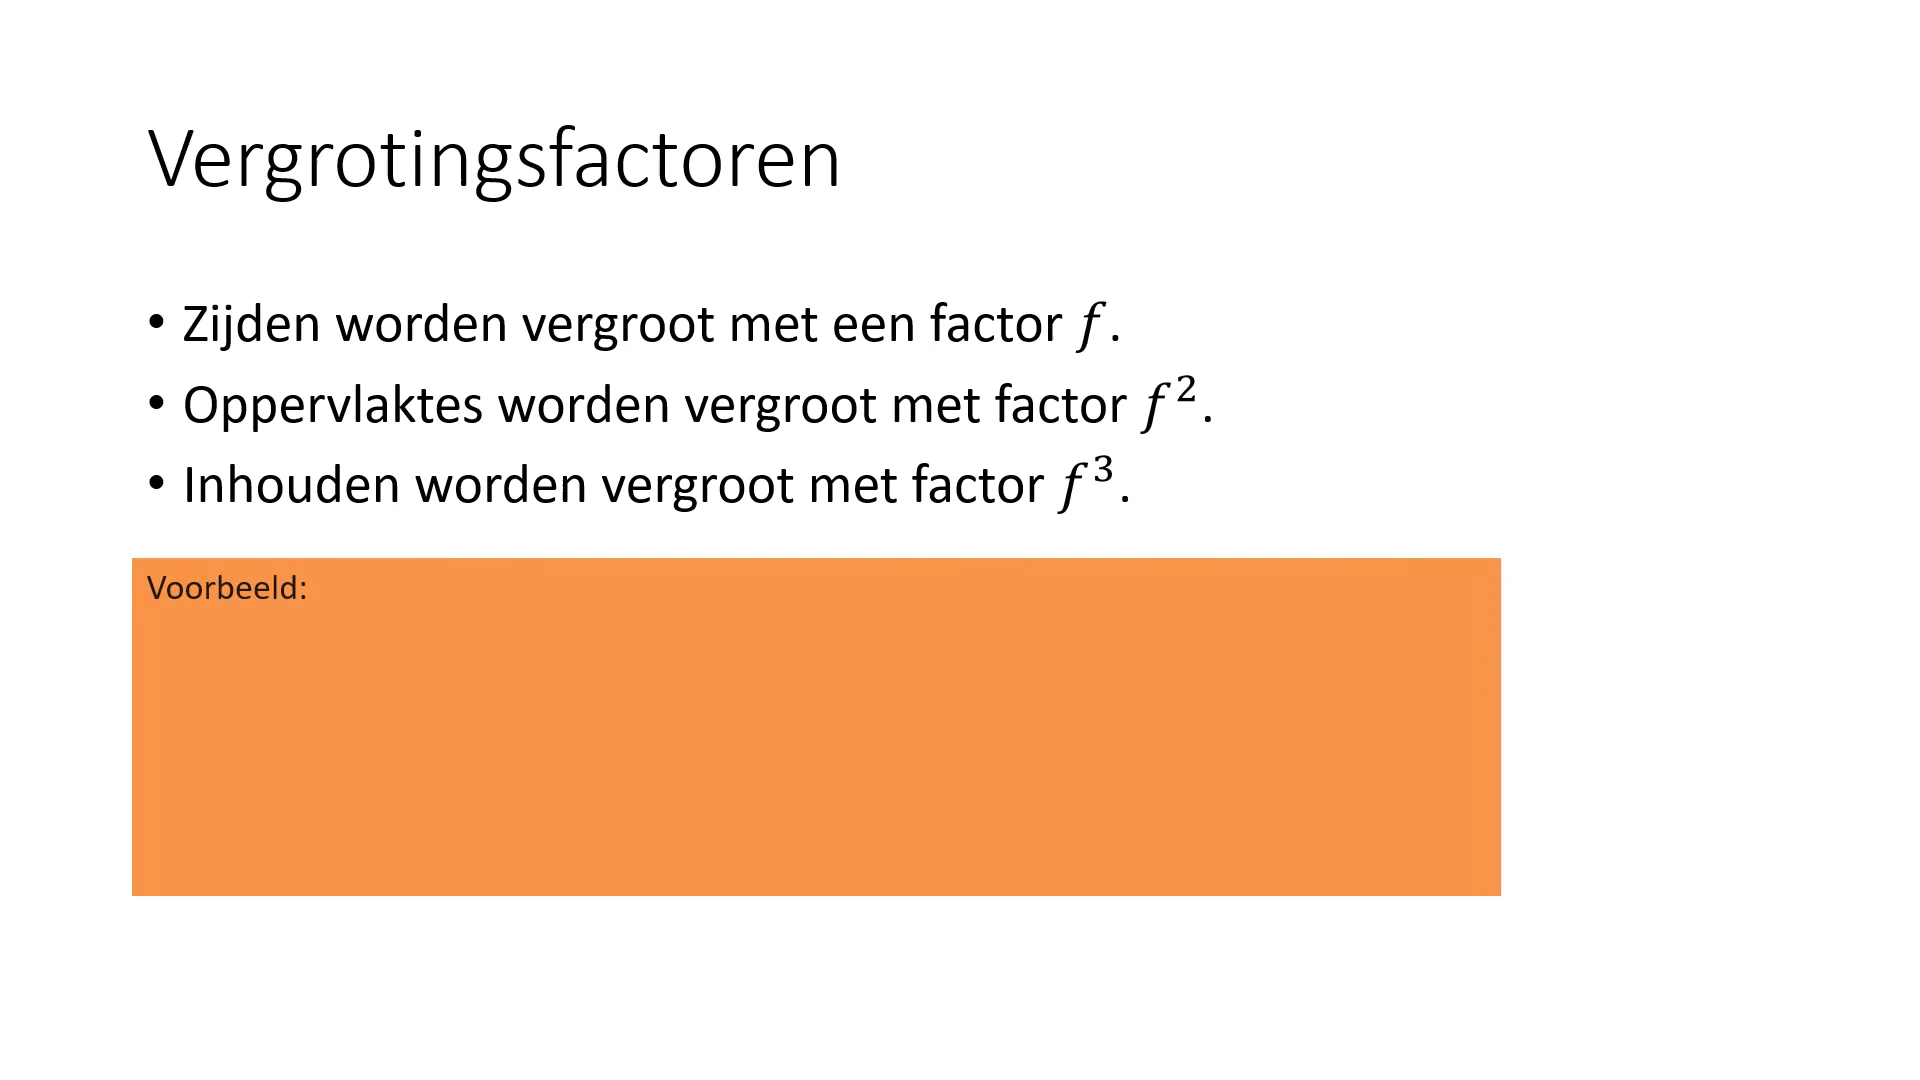 Vergrotingsfactoren
• Zijden worden vergroot met een factor 𝑓.
• Oppervlaktes worden vergroot met factor 𝑓².
• Inhouden worden vergroot met factor 𝑓³.
Voorbeeld: